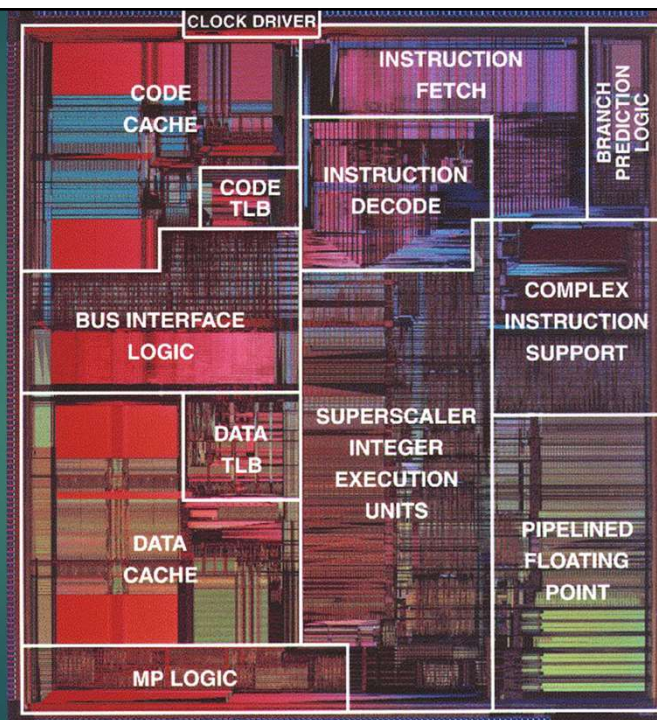 CLOCK DRIVER
CODE
CACHE
INSTRUCTION
FETCH
BRANCH
PREDICTION
LOGIC
CODE
TLB
INSTRUCTION
DECODE
BUS INTERFACE
LOGIC
COMPLEX
INSTRUCTION
SUPPORT
DATA
TLB
SUPERSCALER
INTEGER
EXECUTION
UNITS
DATA
CACHE
PIPELINED
FLOATING
POINT
MP LOGIC